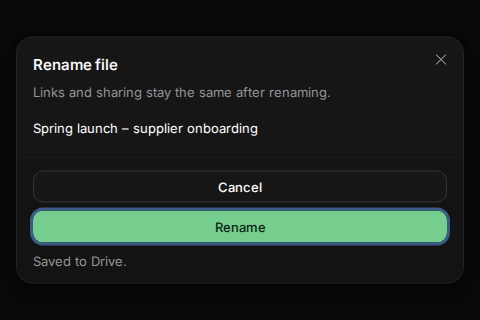 Rename file
Links and sharing stay the same after renaming.
Spring launch – supplier onboarding
Cancel
Rename
Saved to Drive.